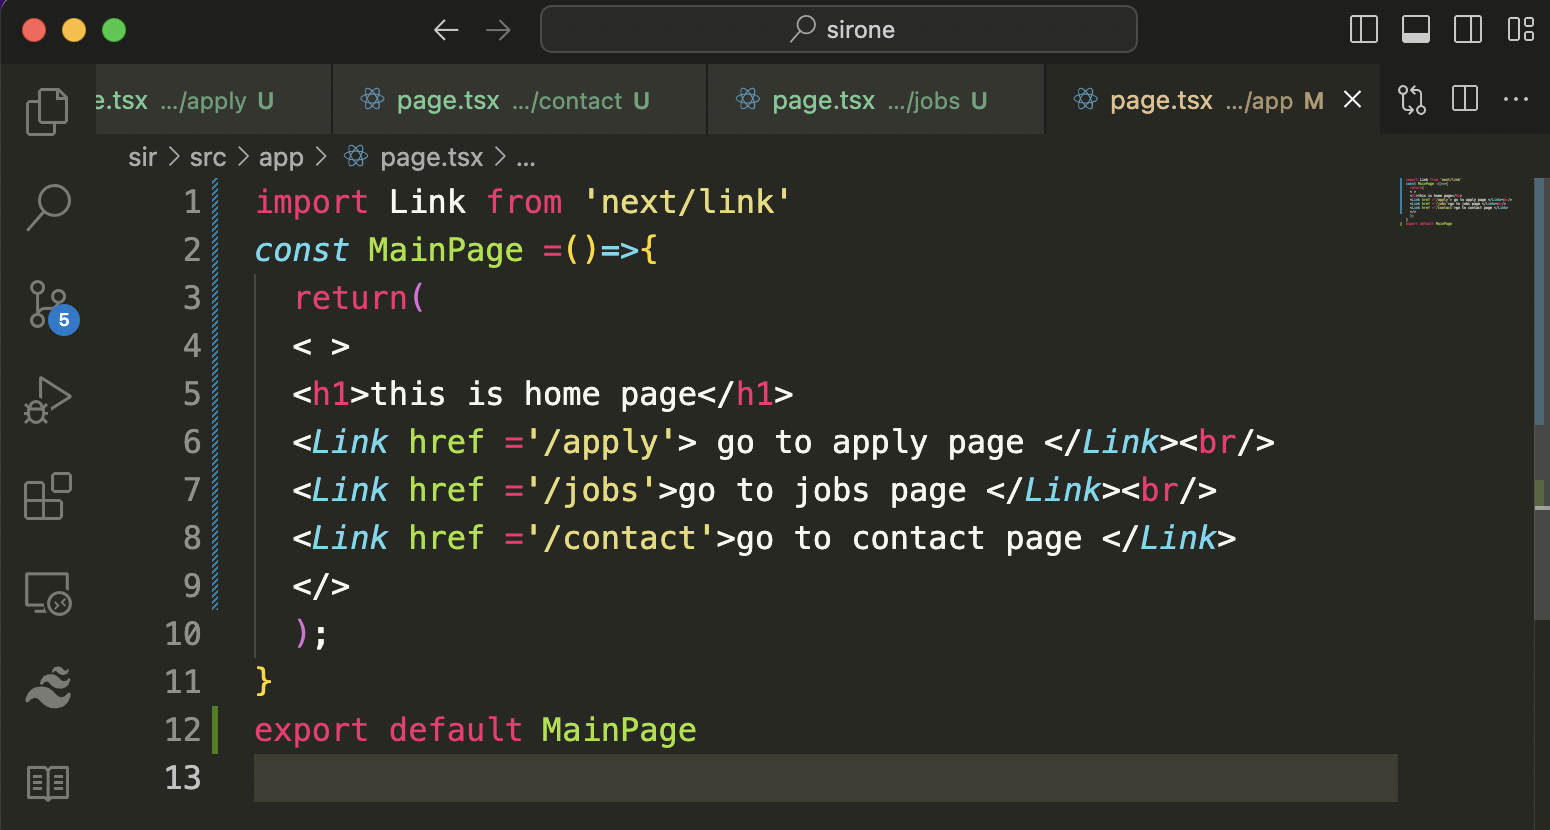 sirone
e.tsx .../apply U page.tsx .../contact U page.tsx .../jobs U page.tsx .../app M
sir > src > app > page.tsx > ...
1 import Link from 'next/link'
2 const MainPage =()=>{
3 return(
4 < >
5 <h1>this is home page</h1>
6 <Link href ='/apply'> go to apply page </Link><br/>
7 <Link href ='/jobs'>go to jobs page </Link><br/>
8 <Link href ='/contact'>go to contact page </Link>
9 </>
10 );
11 }
12 export default MainPage
13
5